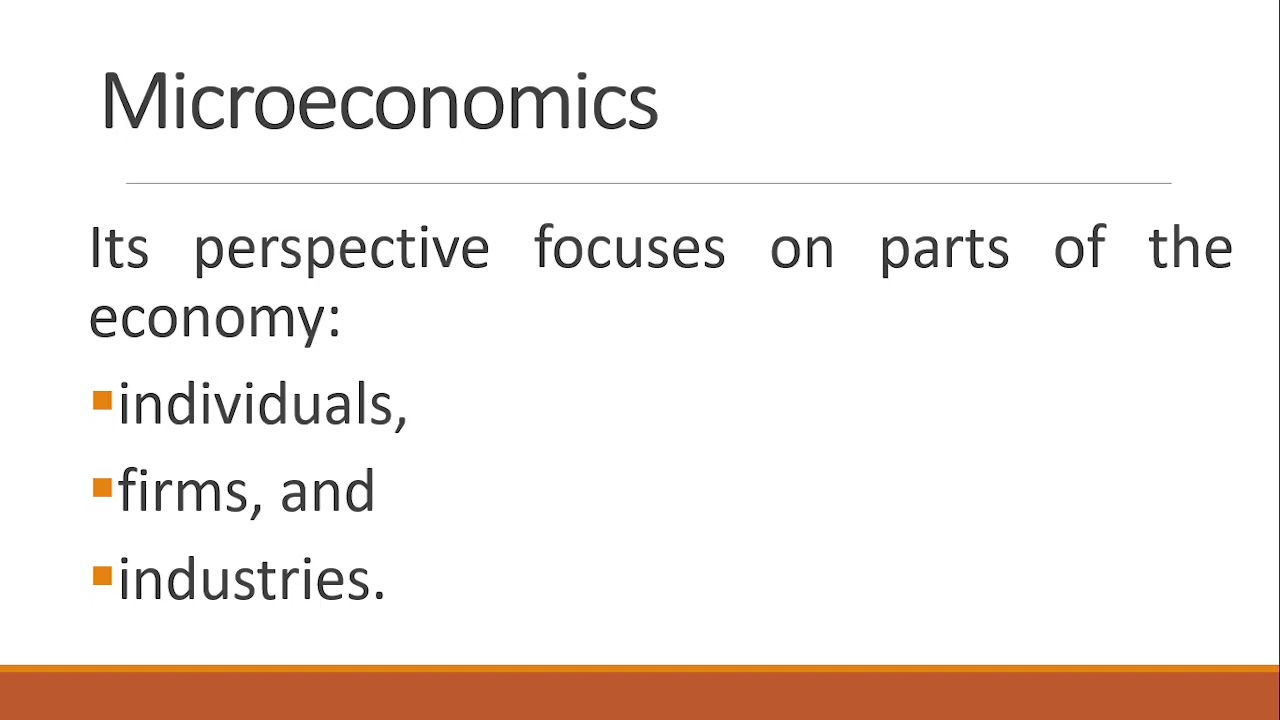 Microeconomics
Its perspective focuses on parts of the
economy:
▪individuals,
▪firms, and
▪industries.